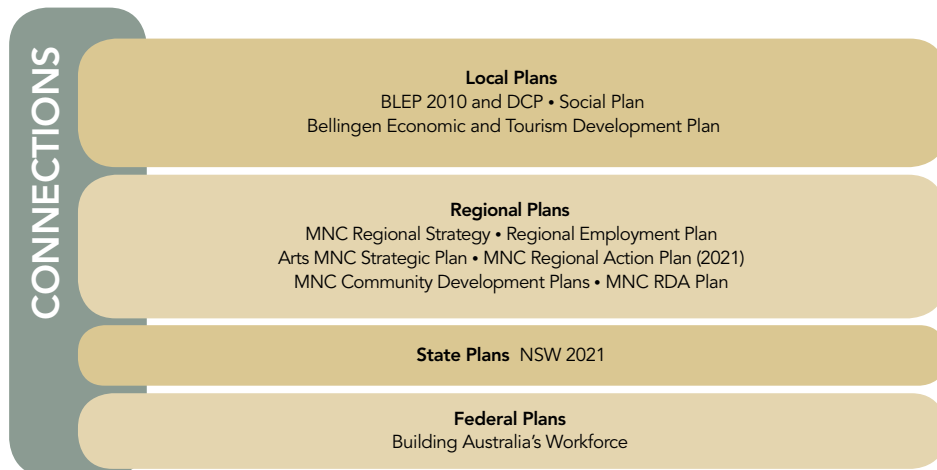 CONNECTIONS
Local Plans
BLEP 2010 and DCP • Social Plan
Bellingen Economic and Tourism Development Plan
Regional Plans
MNC Regional Strategy • Regional Employment Plan
Arts MNC Strategic Plan • MNC Regional Action Plan (2021)
MNC Community Development Plans • MNC RDA Plan
State Plans NSW 2021
Federal Plans
Building Australia’s Workforce